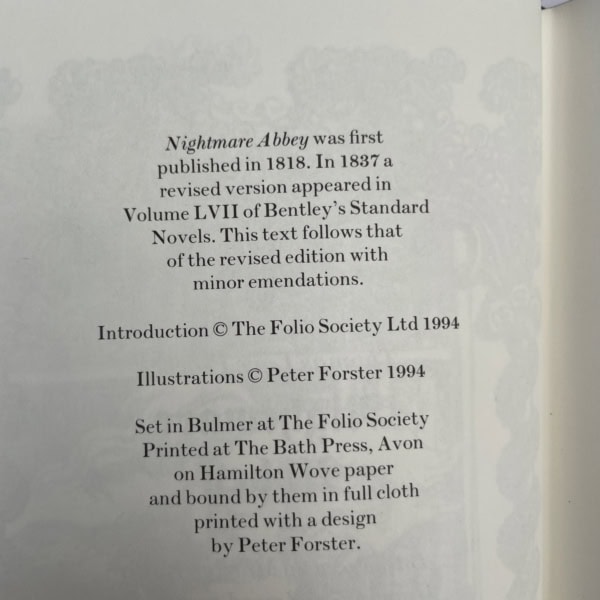 Nightmare Abbey was first
published in 1818. In 1837 a
revised version appeared in
Volume LVII of Bentley's Standard
Novels. This text follows that
of the revised edition with
minor emendations.
Introduction © The Folio Society Ltd 1994
Illustrations © Peter Forster 1994
Set in Bulmer at The Folio Society
Printed at The Bath Press, Avon
on Hamilton Wove paper
and bound by them in full cloth
printed with a design
by Peter Forster.